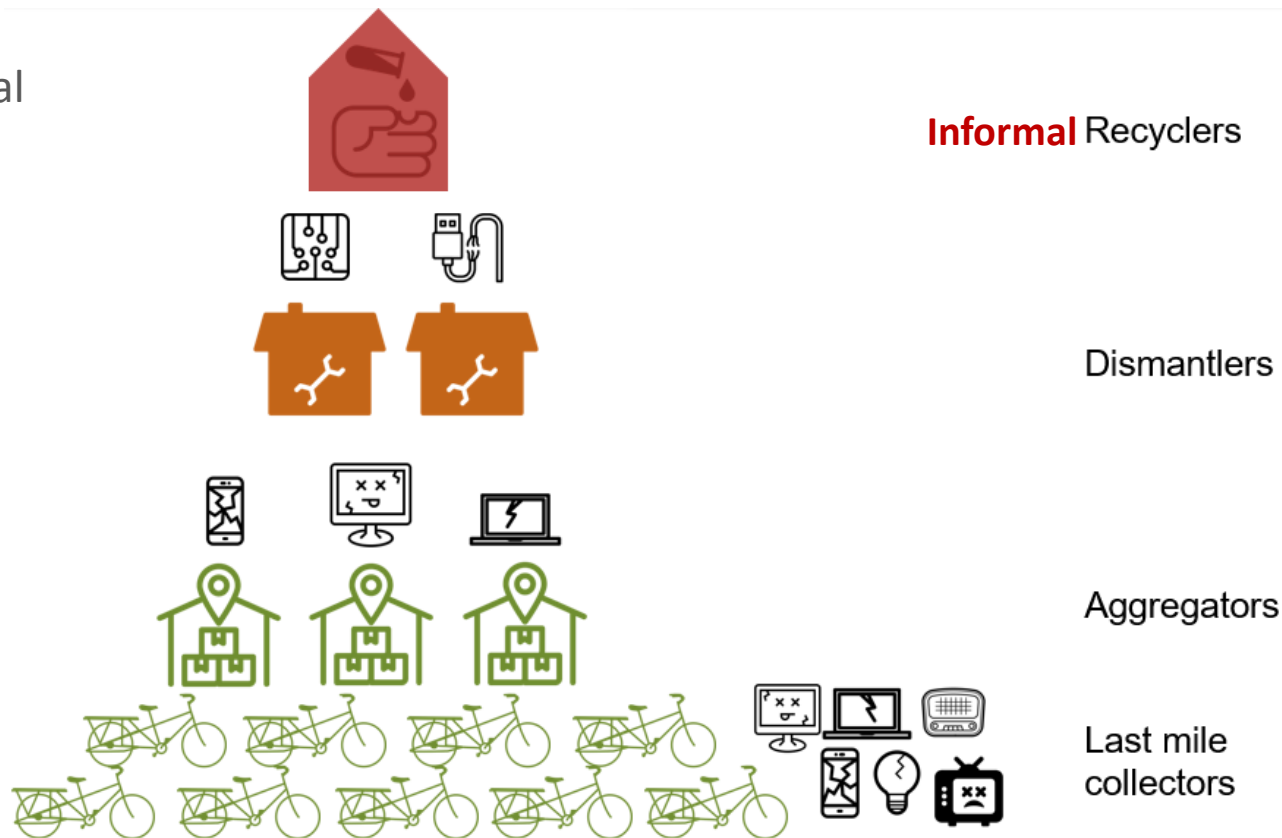 al
Informal Recyclers
Dismantlers
Aggregators
Last mile
collectors